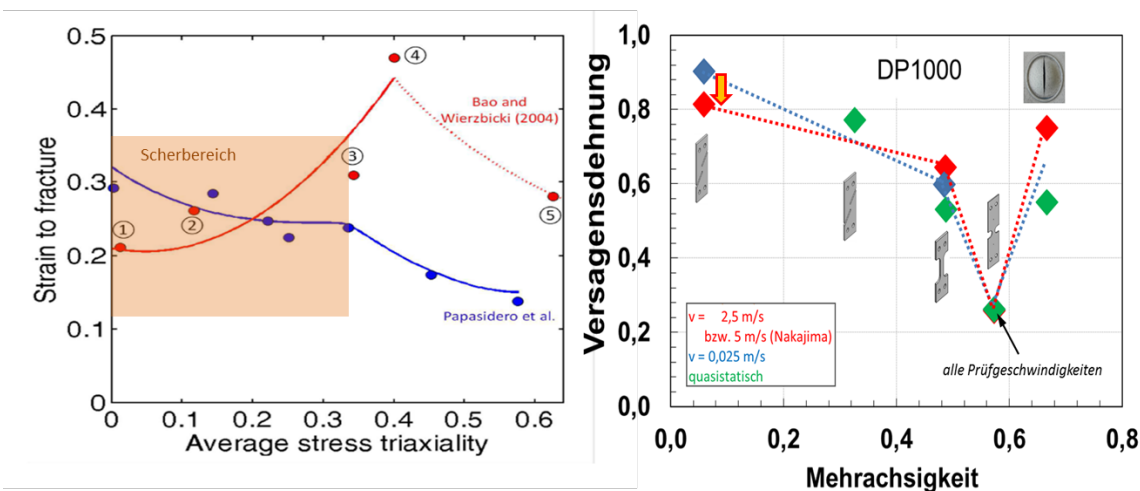 0.5
0.4
0.3
0.2
0.1
0
Strain to fracture
Scherbereich
1
2
3
4
5
Bao and
Wierzbicki (2004)
Papasidero et al.
0
0.1
0.2
0.3
0.4
0.5
0.6
Average stress triaxiality
1,0
0,8
0,6
0,4
0,2
0,0
Versagensdehnung
DP1000
v = 2,5 m/s
bzw. 5 m/s (Nakajima)
v = 0,025 m/s
quasistatisch
alle Prüfgeschwindigkeiten
0,0
0,2
0,4
0,6
0,8
Mehrachsigkeit